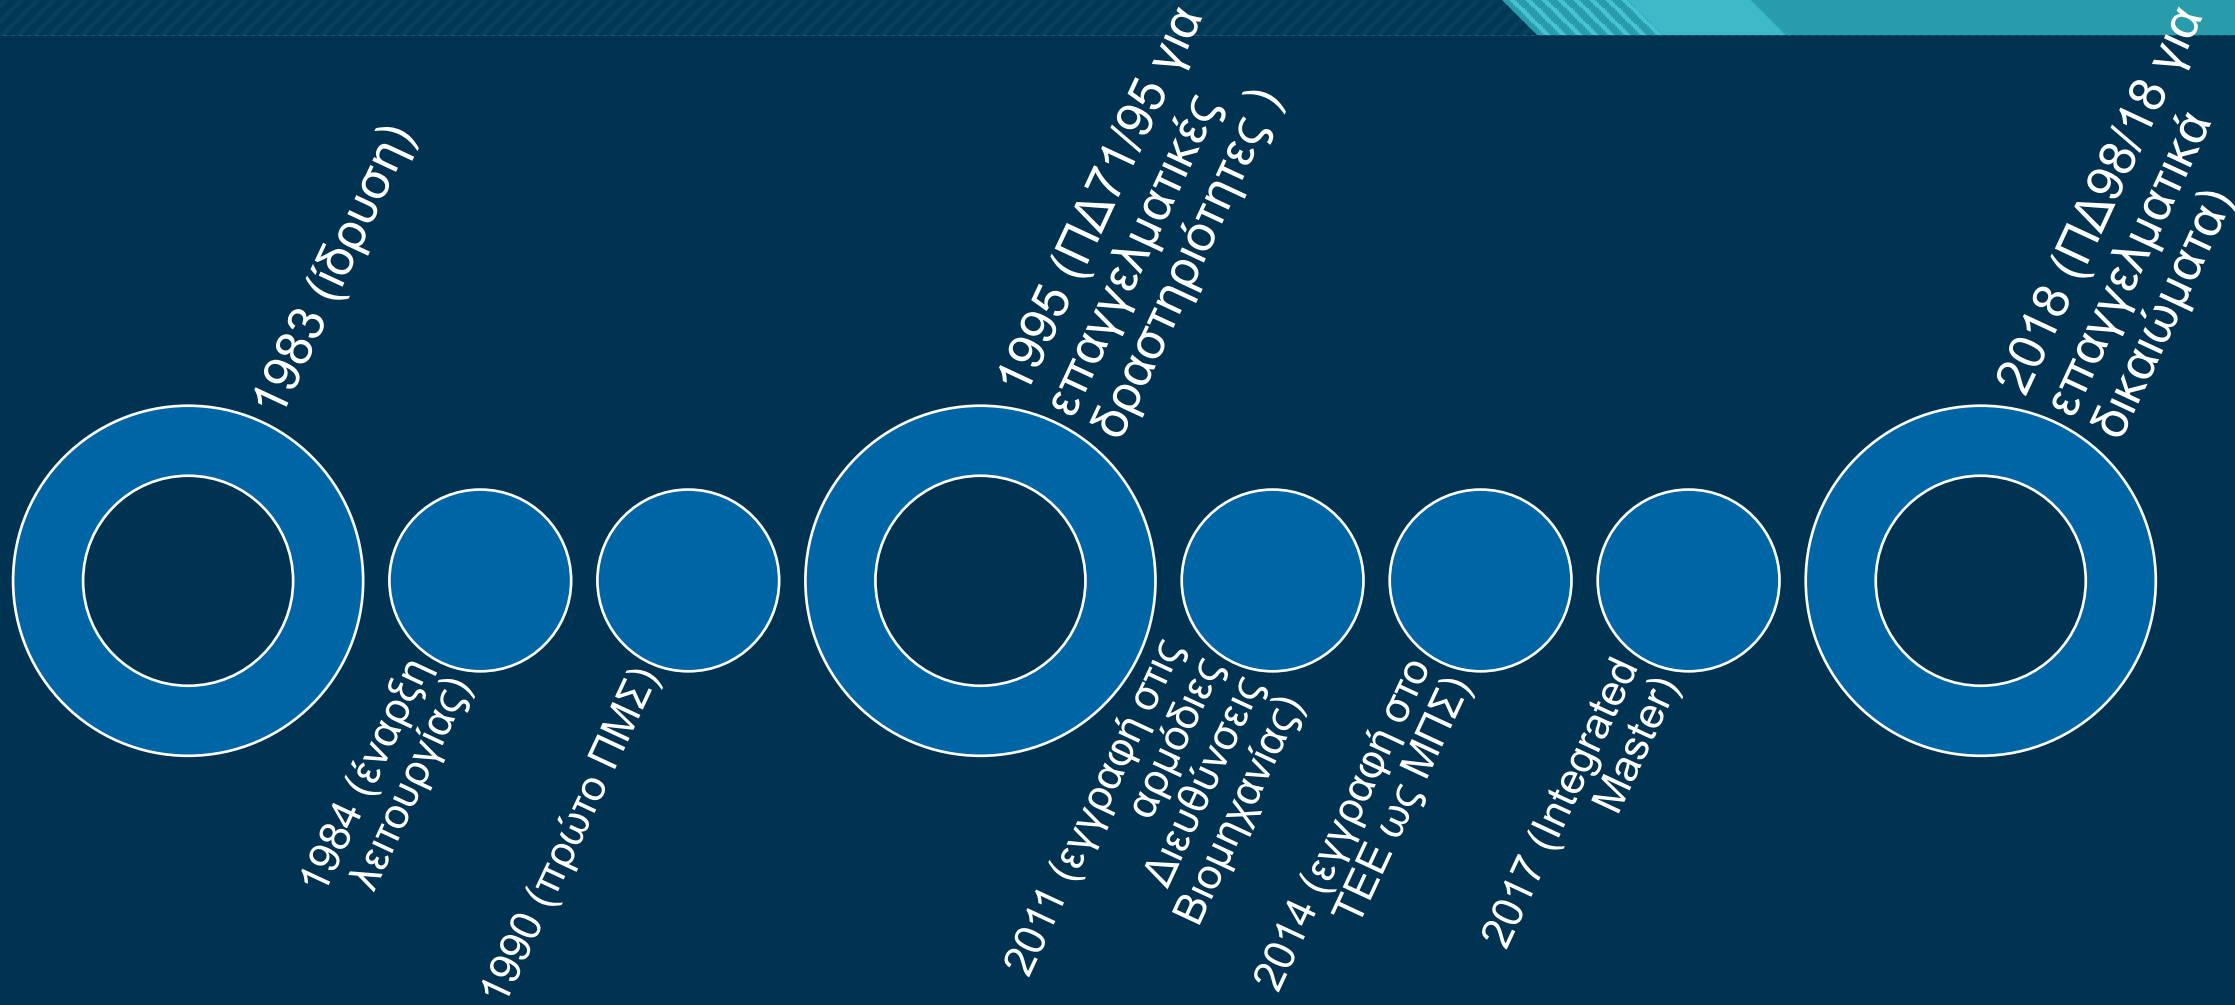 1983 (ίδρυση)
1984 (έναρξη
λειτουργίας)
1990 (πρώτο ΠΜΣ)
1995 (ΠΔ71/95 για
επαγγελματικές
δραστηριότητες )
2011 (εγγραφή στις
αρμόδιες
Διευθύνσεις
Βιομηχανίας)
2014 (εγγραφή στο
ΤΕΕ ως ΜΠΣ)
2017 (Integrated
Master)
2018 (ΠΔ98/18 για
επαγγελματικά
δικαιώματα)